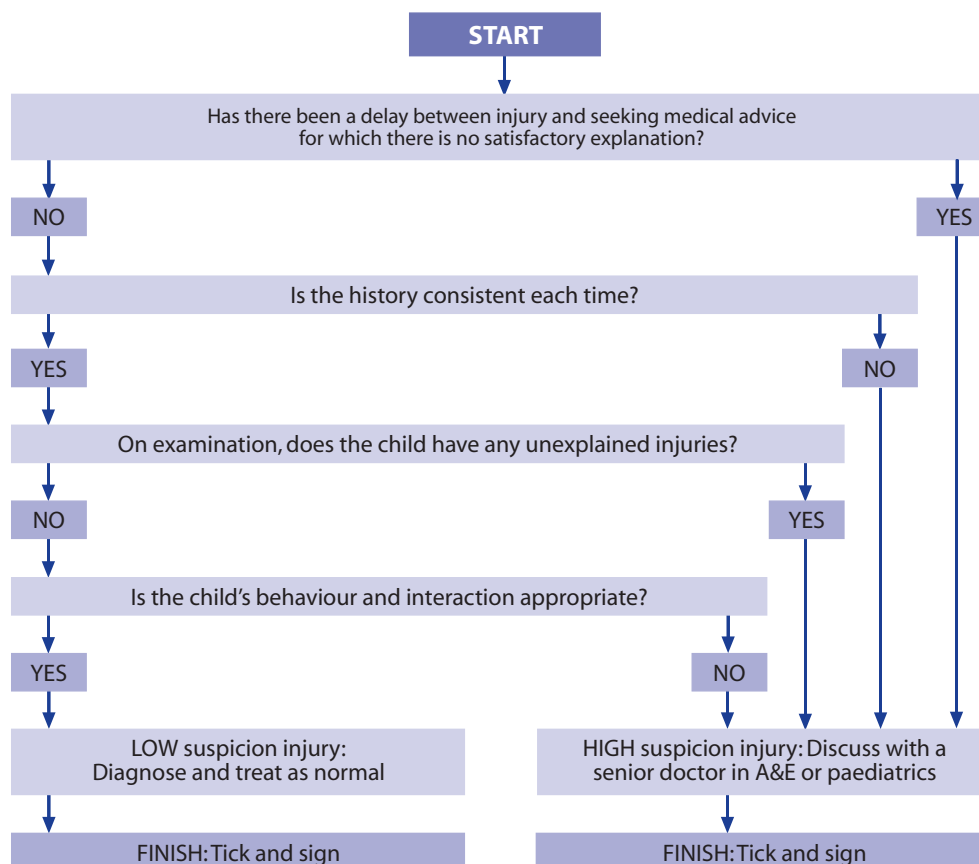 START
Has there been a delay between injury and seeking medical advice
for which there is no satisfactory explanation?
NO
YES
Is the history consistent each time?
YES
NO
On examination, does the child have any unexplained injuries?
NO
YES
Is the child’s behaviour and interaction appropriate?
YES
NO
LOW suspicion injury:
Diagnose and treat as normal
HIGH suspicion injury: Discuss with a
senior doctor in A&E or paediatrics
FINISH: Tick and sign
FINISH: Tick and sign